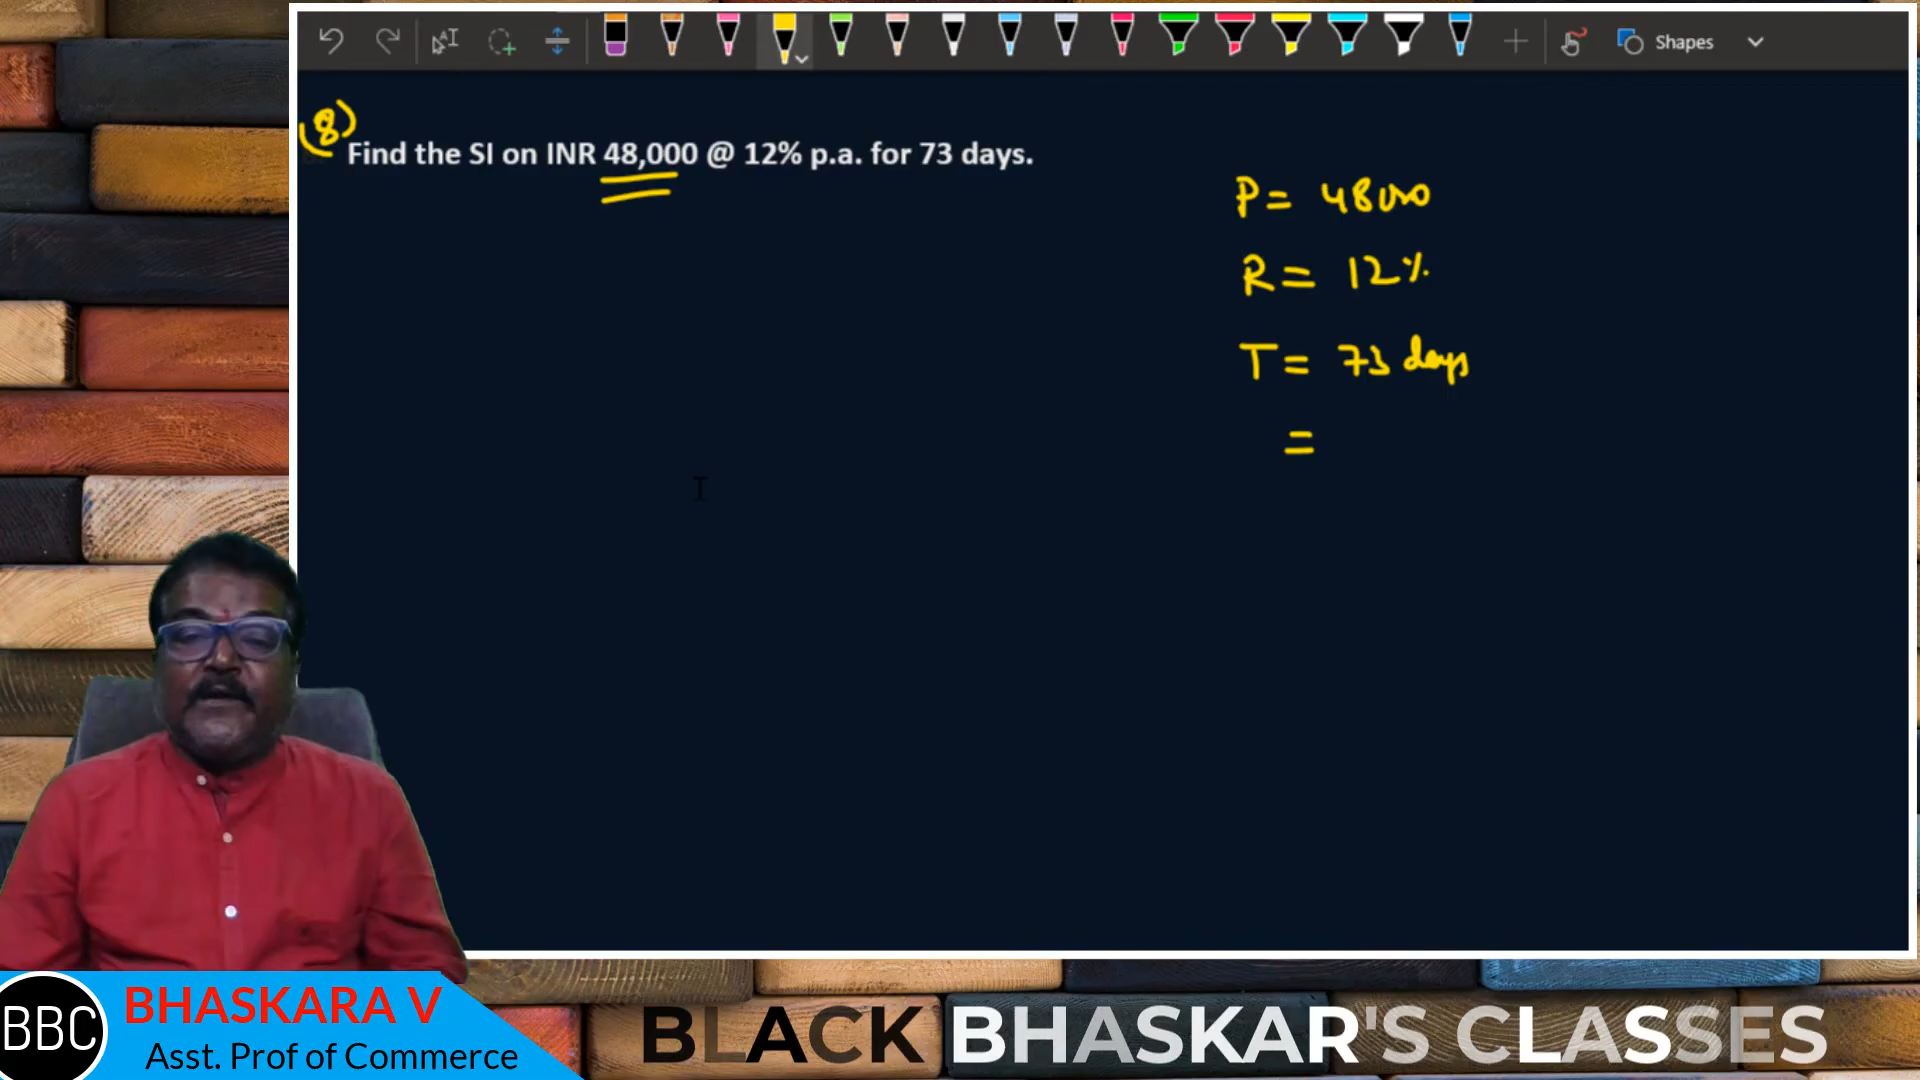 Shapes
(8)
Find the SI on INR 48,000 @ 12% p.a. for 73 days.
P = 48000
R = 12%
T = 73 days
=
BBC
BHASKARA V
Asst. Prof of Commerce
BLACK BHASKAR'S CLASSES